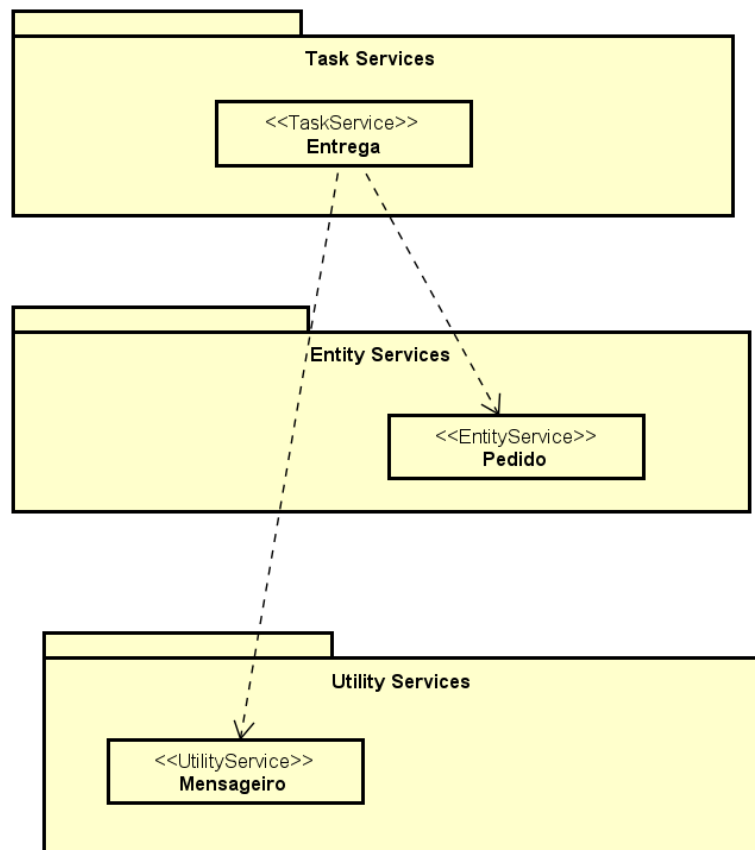 Task Services
<<TaskService>>
Entrega
Entity Services
<<EntityService>>
Pedido
Utility Services
<<UtilityService>>
Mensageiro